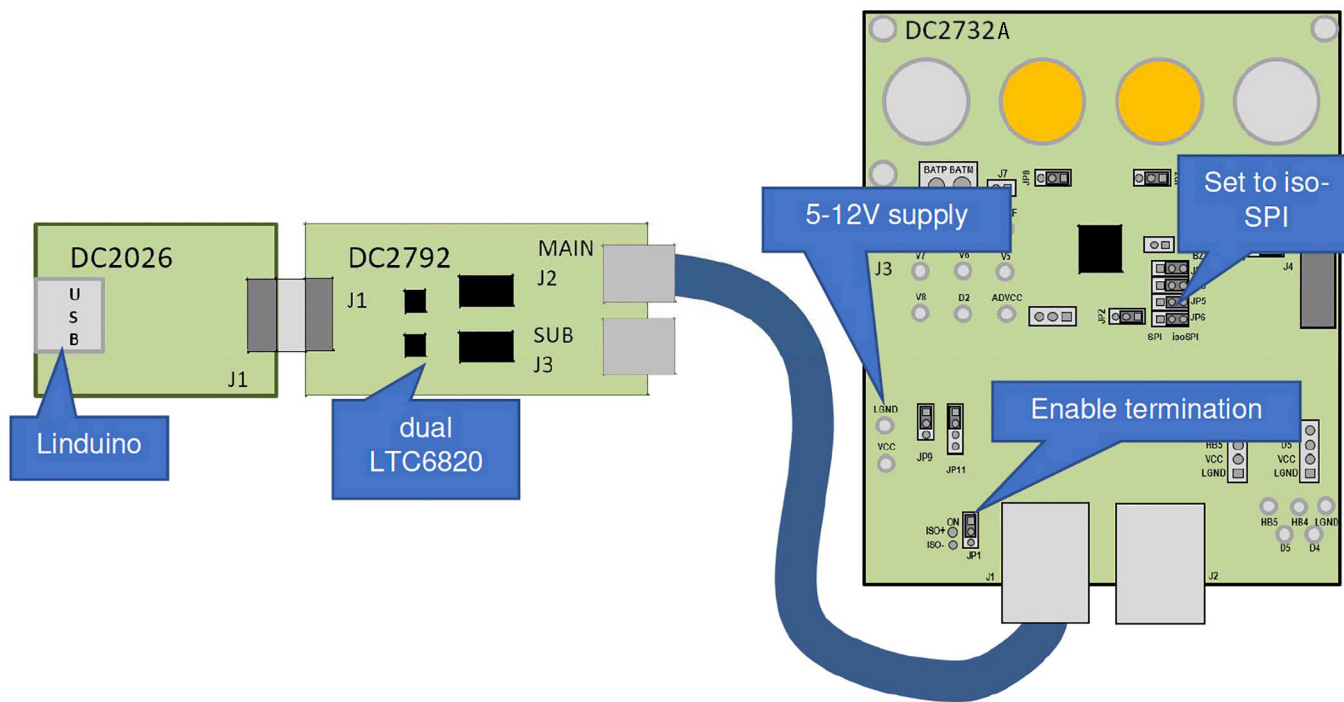 DC2732A
BATP BATM
J7
JP8
5-12V supply
Set to iso-
SPI
DC2026
DC2792
MAIN
J2
J1
U
S
B
SUB
J3
J1
J3
F
V7
V6
V5
V8
D2
ADVCC
JP2
J4
JP5
JP6
SPI
isoSPI
Linduino
dual
LTC6820
LGND
VCC
JP9
JP11
Enable termination
HB5
VCC
LGND
D5
VCC
LGND
HB5
HB4
LGND
D5
D4
ON
ISO+
ISO-
JP1
J1
J2